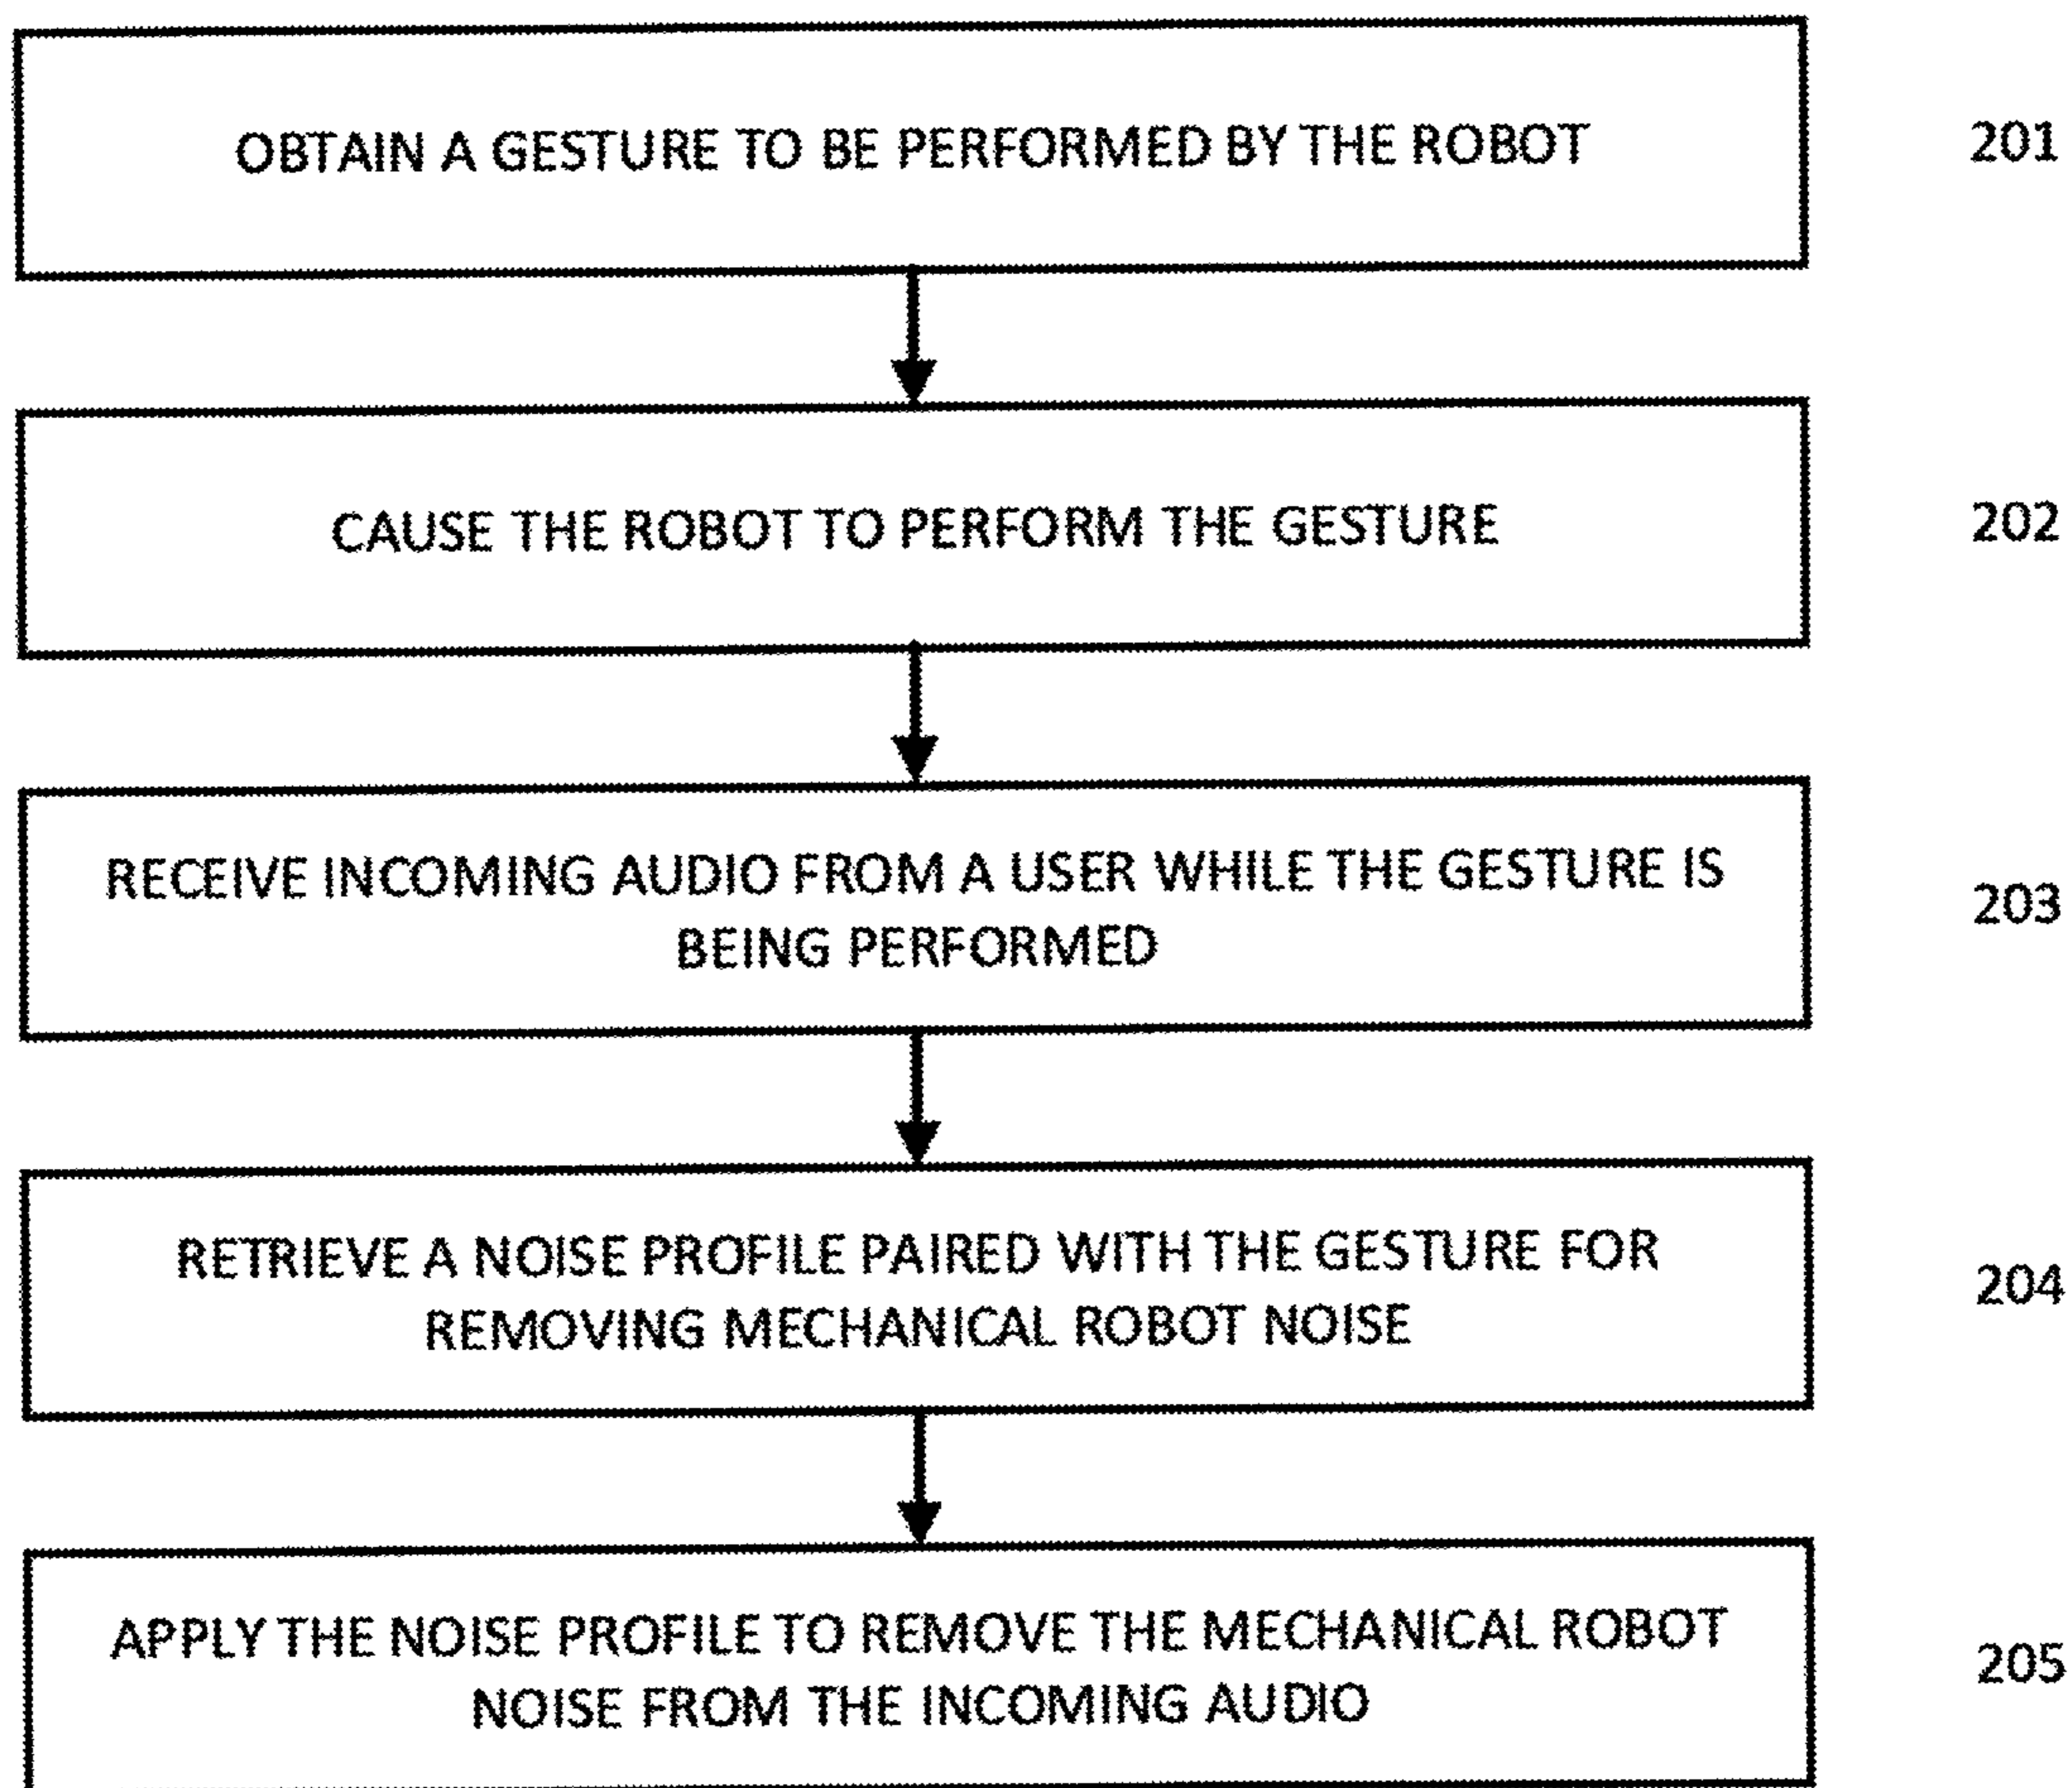 OBTAIN A GESTURE TO BE PERFORMED BY THE ROBOT
201
CAUSE THE ROBOT TO PERFORM THE GESTURE
202
RECEIVE INCOMING AUDIO FROM A USER WHILE THE GESTURE IS
BEING PERFORMED
203
RETRIEVE A NOISE PROFILE PAIRED WITH THE GESTURE FOR
REMOVING MECHANICAL ROBOT NOISE
204
APPLY THE NOISE PROFILE TO REMOVE THE MECHANICAL ROBOT
NOISE FROM THE INCOMING AUDIO
205